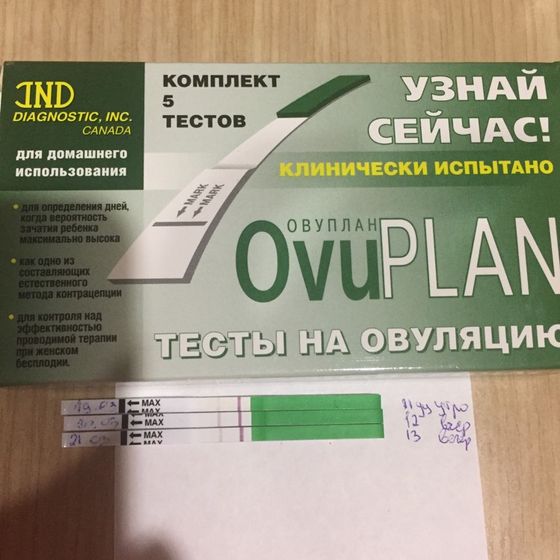 IND
DIAGNOSTIC, INC.
CANADA
для домашнего
использования
• для определения дней,
когда вероятность
зачатия ребенка
максимально высока
• как одно из
составляющих
естественного
метода контрацепции
• для контроля над
эффективностью
проводимой терапии
при женском
бесплодии.
КОМПЛЕКТ
5
ТЕСТОВ
MARK
MARK
УЗНАЙ
СЕЙЧАС!
КЛИНИЧЕСКИ ИСПЫТАНО
ОВУПЛАН
OvuPLAN
ТЕСТЫ НА ОВУЛЯЦИЮ
MAX
MAX
MAX
MAX
MAX
11 утро
12
13